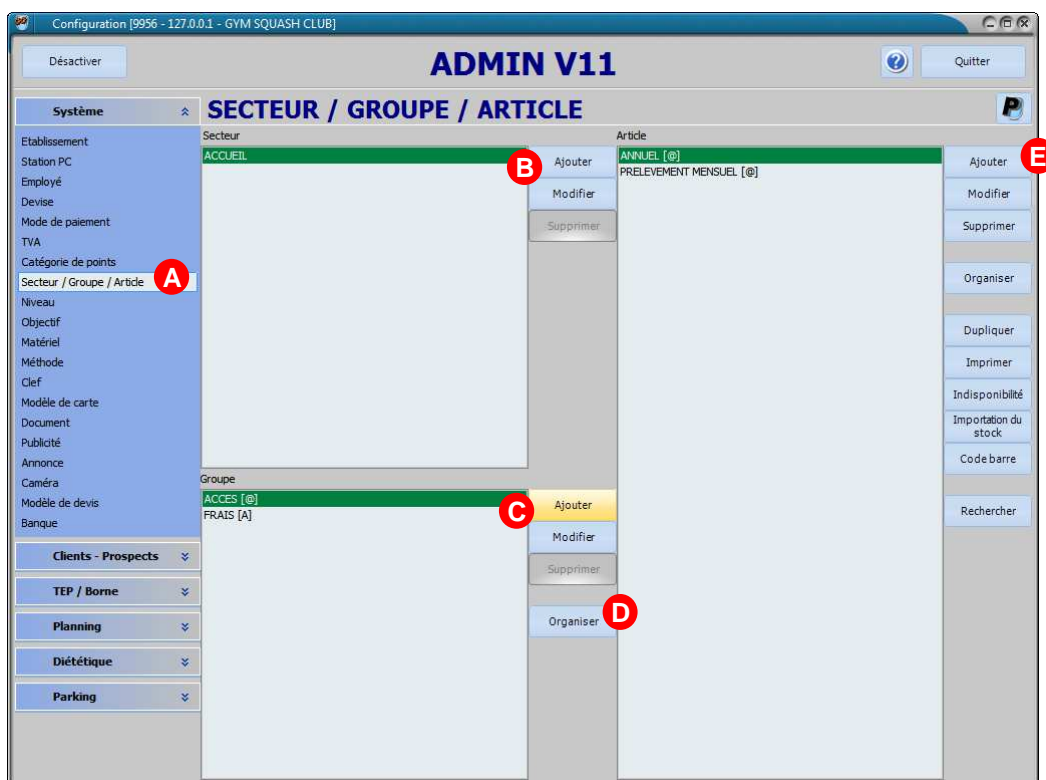 Configuration [9956 - 127.0.0.1 - GYM SQUASH CLUB]
Désactiver
ADMIN V11
?
Quitter
Système
SECTEUR / GROUPE / ARTICLE
P
Etablissement
Station PC
Employé
Devise
Mode de paiement
TVA
Catégorie de points
Secteur / Groupe / Article
A
Niveau
Objectif
Matériel
Méthode
Clef
Modèle de carte
Document
Publicité
Annonce
Caméra
Modèle de devis
Banque
Clients - Prospects
TEP / Borne
Planning
Diététique
Parking
Secteur
ACCUEIL
B
Ajouter
Modifier
Supprimer
Groupe
ACCES [@]
FRAIS [A]
C
Ajouter
Modifier
Supprimer
Organiser
D
Article
ANNUEL [@]
PRELEVEMENT MENSUEL [@]
Ajouter
E
Modifier
Supprimer
Organiser
Dupliquer
Imprimer
Indisponibilité
Importation du
stock
Code barre
Rechercher